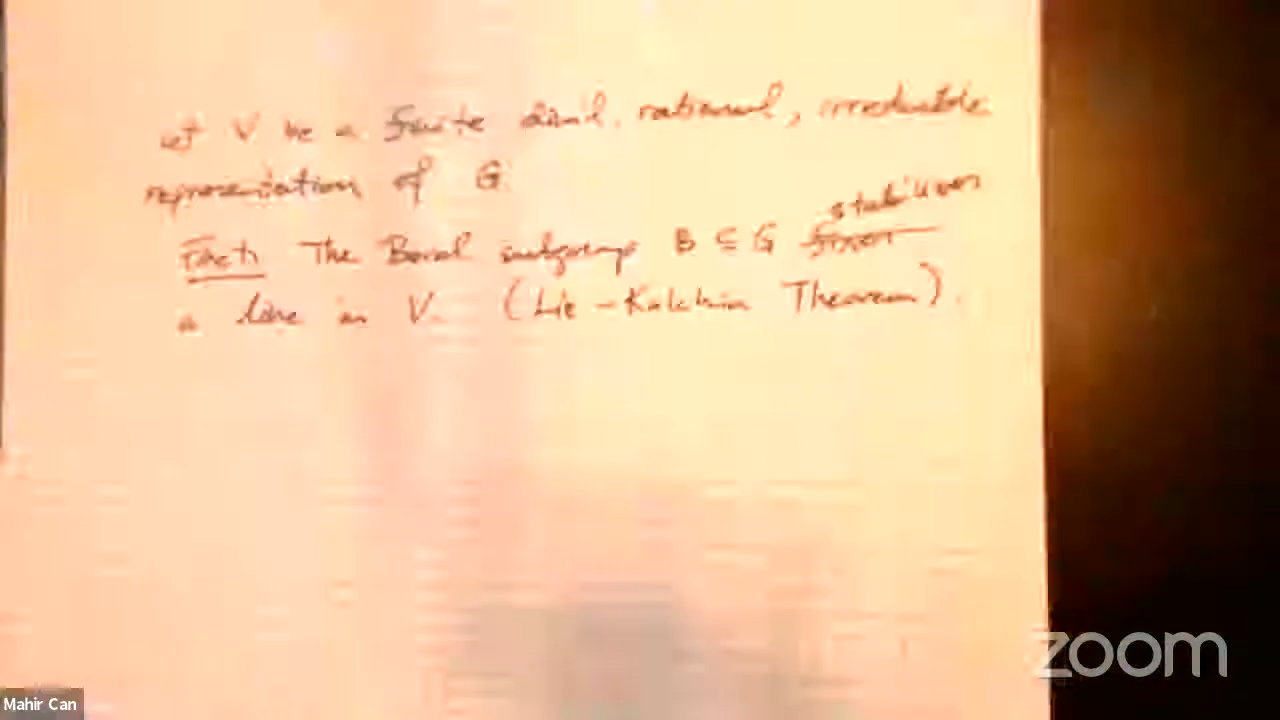 Let V be a finite dim'l. rational, irreducible
representation of G.
Fact: The Borel subgroup B ⊆ G stabilizes
a line in V. (Lie-Kolchin Theorem).
zoom
Mahir Can